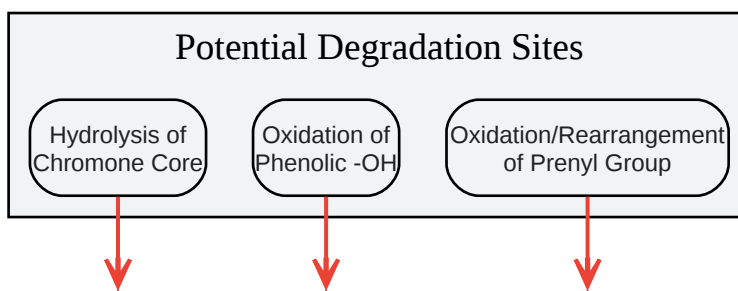 Potential Degradation Sites
Hydrolysis of
Chromone Core
Oxidation of
Phenolic -OH
Oxidation/Rearrangement
of Prenyl Group